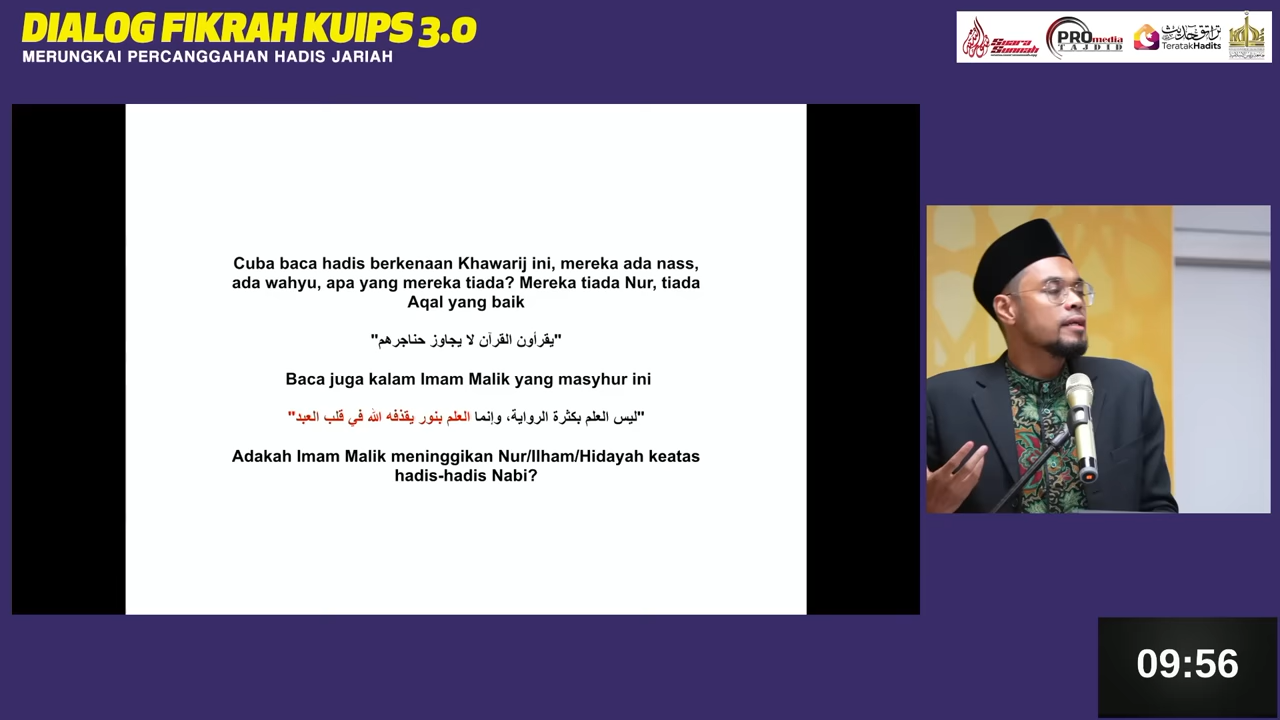 DIALOG FIKRAH KUIPS 3.0
MERUNGKAI PERCANGGAHAN HADIS JARIAH
Suara Sunnah
PROmedia
TAJDID
TeratakHadits
Cuba baca hadis berkenaan Khawarij ini, mereka ada nass,
ada wahyu, apa yang mereka tiada? Mereka tiada Nur, tiada
Aqal yang baik
"يقرأون القرآن لا يجاوز حناجرهم"
Baca juga kalam Imam Malik yang masyhur ini
"ليس العلم بكثرة الرواية، وإنما العلم بنور يقذفه الله في قلب العبد"
Adakah Imam Malik meninggikan Nur/Ilham/Hidayah keatas
hadis-hadis Nabi?
09:56